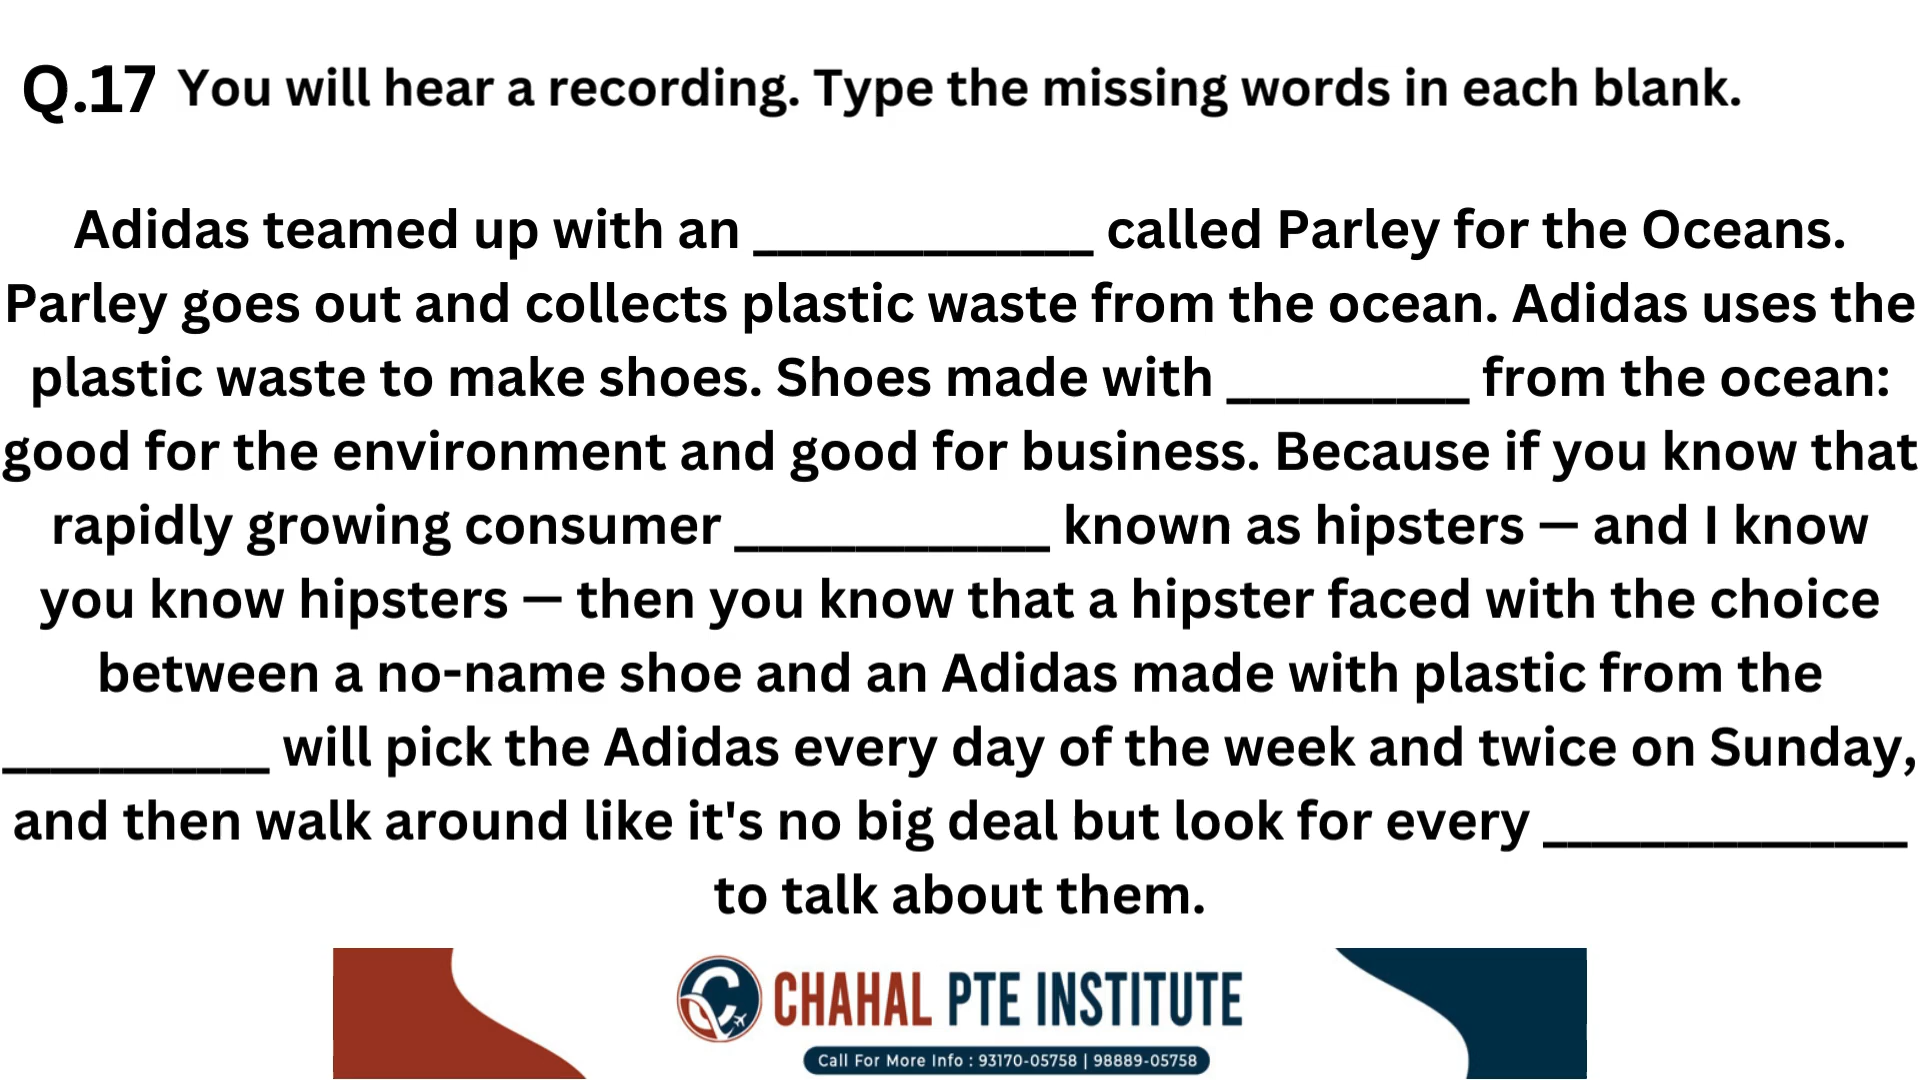 Q.17 You will hear a recording. Type the missing words in each blank.
Adidas teamed up with an ______________ called Parley for the Oceans.
Parley goes out and collects plastic waste from the ocean. Adidas uses the
plastic waste to make shoes. Shoes made with __________ from the ocean:
good for the environment and good for business. Because if you know that
rapidly growing consumer _____________ known as hipsters — and I know
you know hipsters — then you know that a hipster faced with the choice
between a no-name shoe and an Adidas made with plastic from the
___________ will pick the Adidas every day of the week and twice on Sunday,
and then walk around like it's no big deal but look for every _______________
to talk about them.
CHAHAL PTE INSTITUTE
Call For More Info : 93170-05758 | 98889-05758